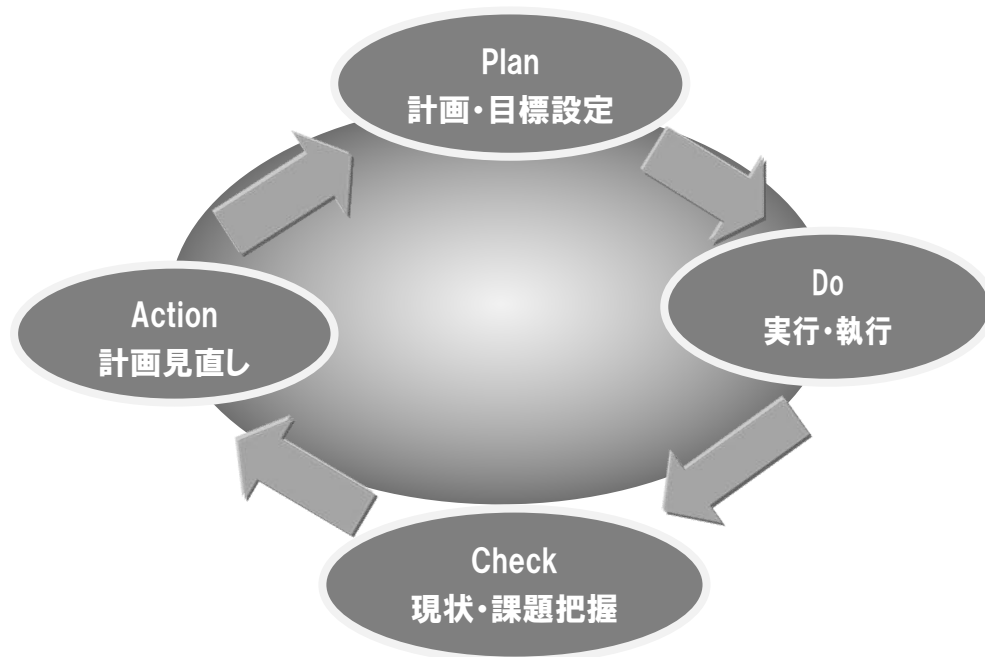 Plan
計画・目標設定
Do
実行・執行
Action
計画見直し
Check
現状・課題把握